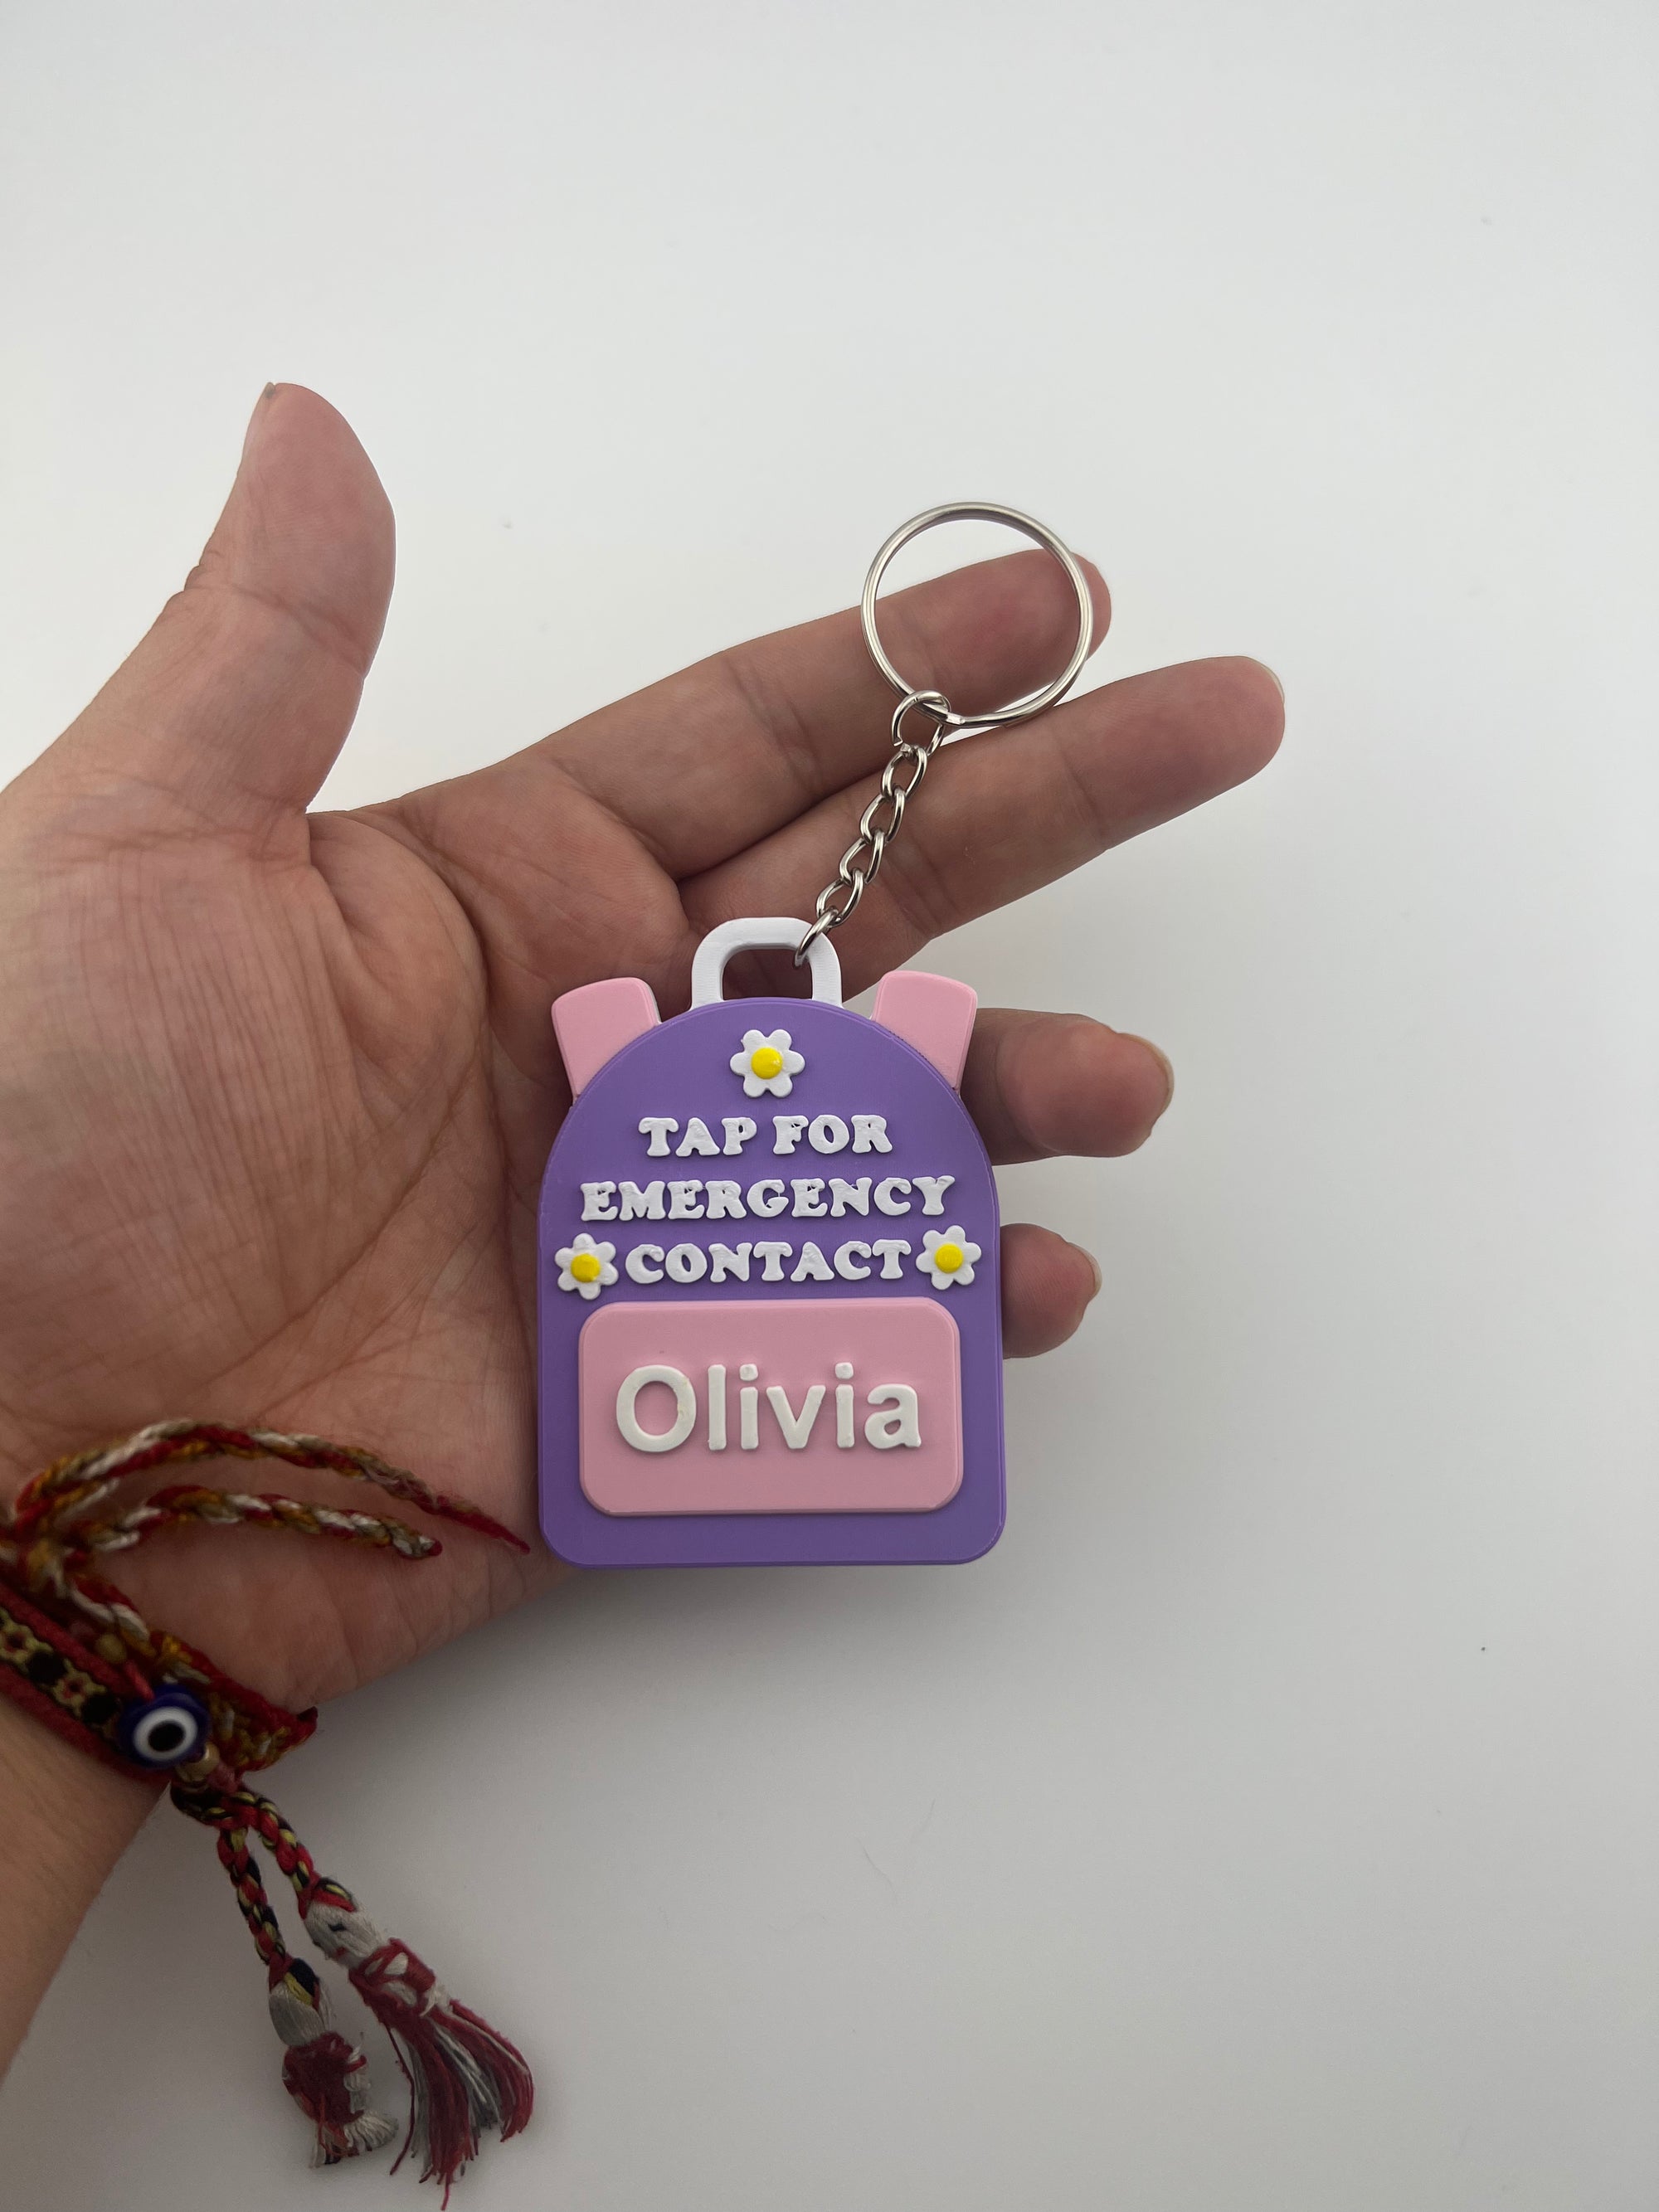 TAP FOR
EMERGENCY
CONTACT
Olivia